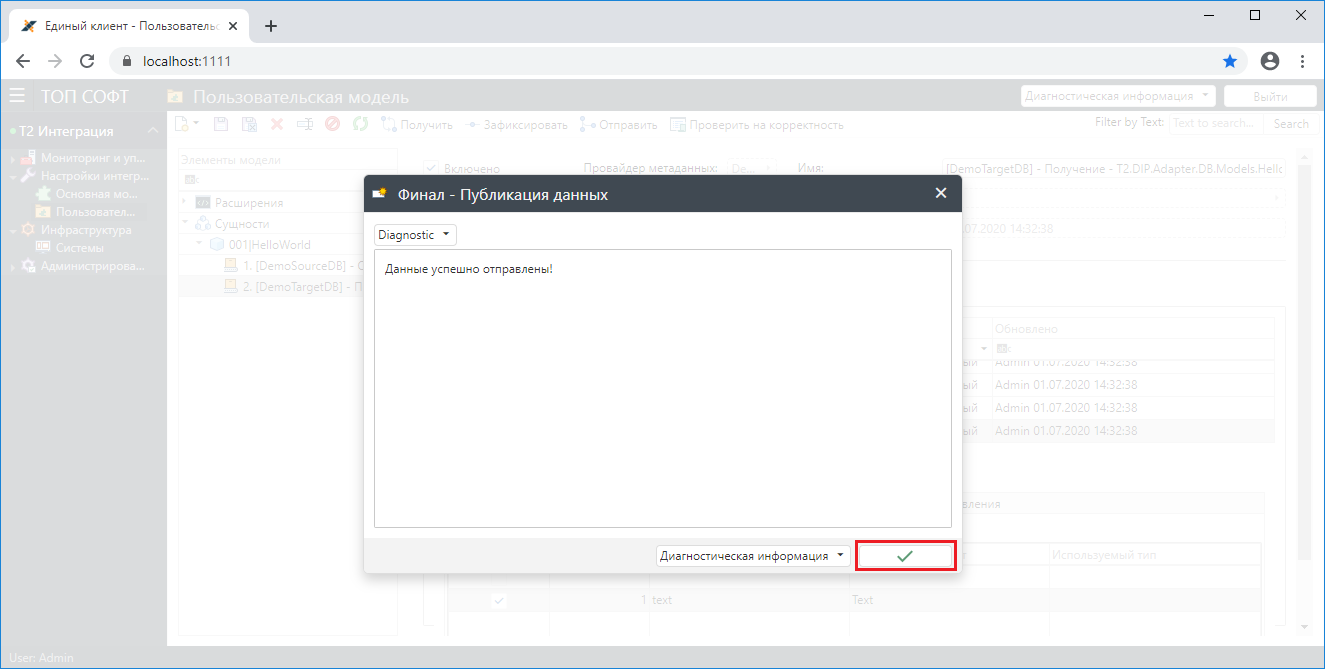 Единый клиент - Пользователь
localhost:1111
ТОП СОФТ
Пользовательская модель
Диагностическая информация
Выйти
Т2 Интеграция
Получить
Зафиксировать
Отправить
Проверить на корректность
Filter by Text:
Text to search...
Search
Мониторинг и уп...
Настройки интегр...
Основная мо...
Пользовател...
Инфраструктура
Системы
Администрирова...
Элементы модели
Расширения
Сущности
001|HelloWorld
1. [DemoSourceDB] - С
2. [DemoTargetDB] - П
Включено
Провайдер метаданных:
De...
Имя:
[DemoTargetDB] - Получение - T2.DIP.Adapter.DB.Models.Hello
.07.2020 14:32:38
Финал - Публикация данных
Diagnostic
Данные успешно отправлены!
Диагностическая информация
Обновлено
ый
Admin 01.07.2020 14:32:38
ый
Admin 01.07.2020 14:32:38
ый
Admin 01.07.2020 14:32:38
ый
Admin 01.07.2020 14:32:38
вления
Используемый тип
1
text
Text
User: Admin